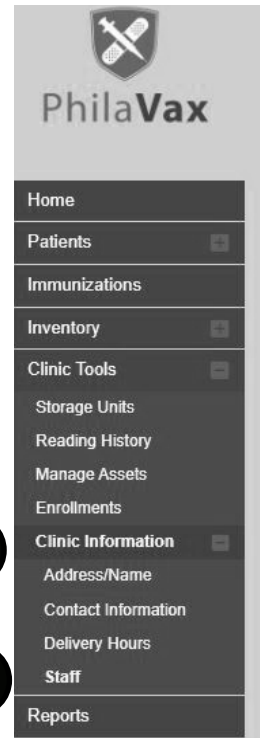 PhilaVax
Home
Patients
Immunizations
Inventory
Clinic Tools
Storage Units
Reading History
Manage Assets
Enrollments
Clinic Information
Address/Name
Contact Information
Delivery Hours
Staff
Reports